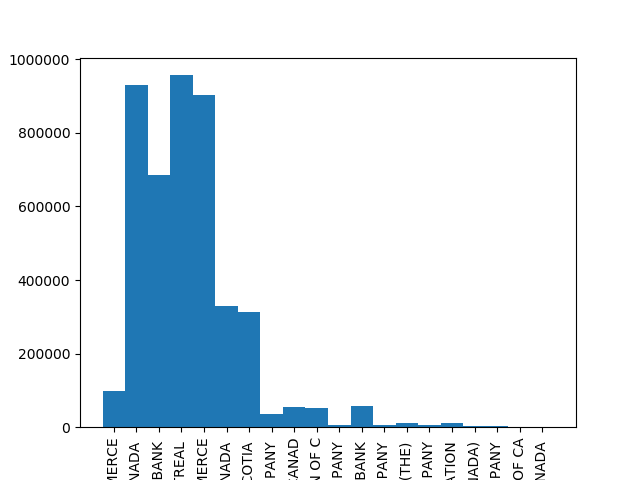 1000000
800000
600000
400000
200000
0
MERCE
NADA
BANK
TREAL
MERCE
NADA
COTIA
PANY
CANAD
N OF C
PANY
BANK
PANY
(THE)
PANY
ATION
NADA)
PANY
OF CA
NADA